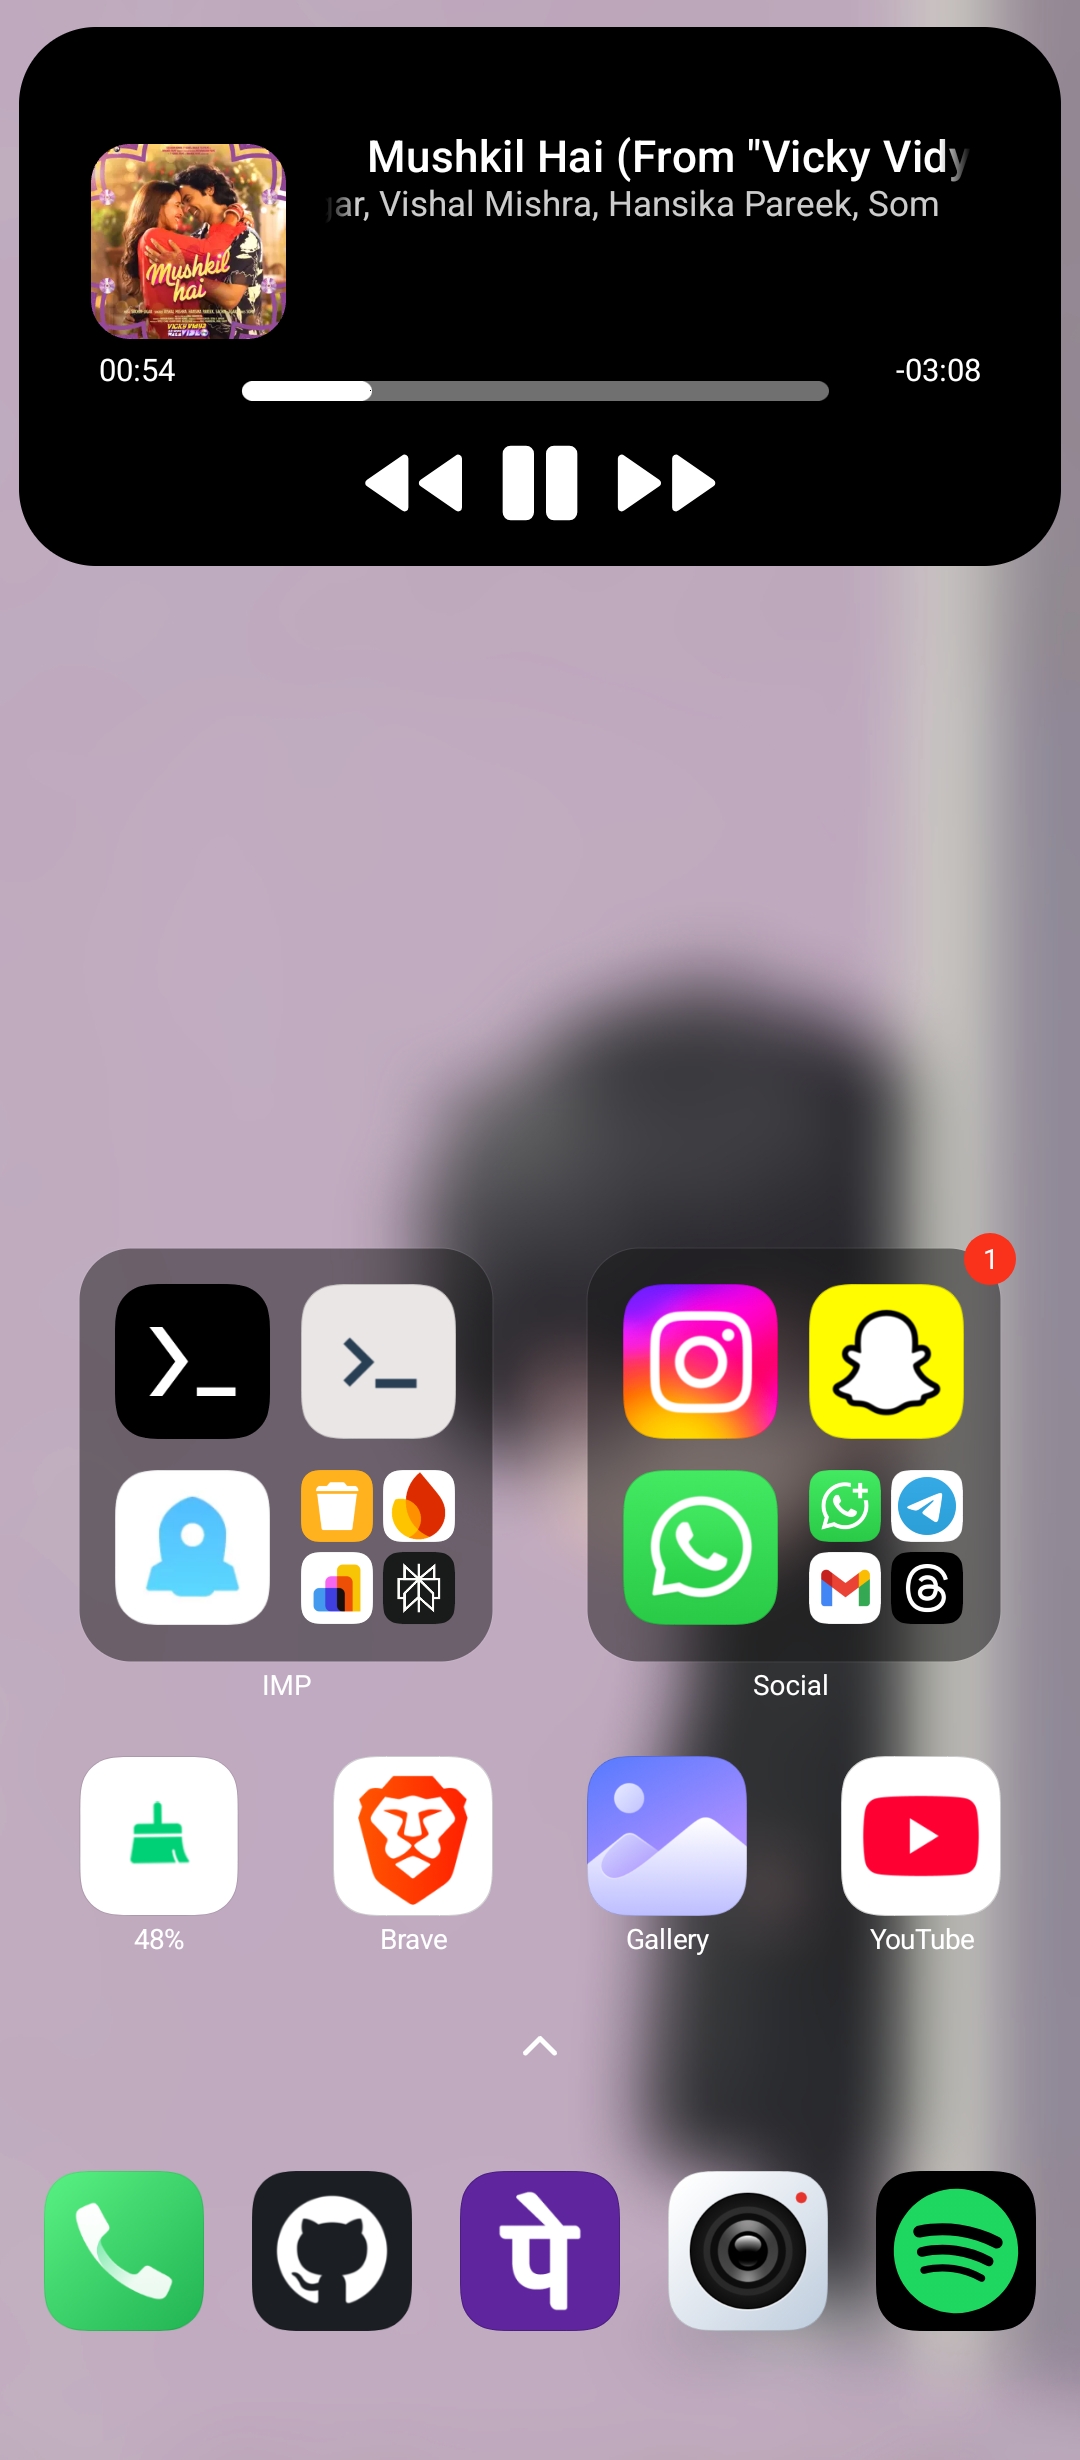 Mushkil Hai (From "Vicky Vidy
ar, Vishal Mishra, Hansika Pareek, Som
Mushkil
hai
00:54
-03:08
1
IMP
Social
48%
Brave
Gallery
YouTube
पे